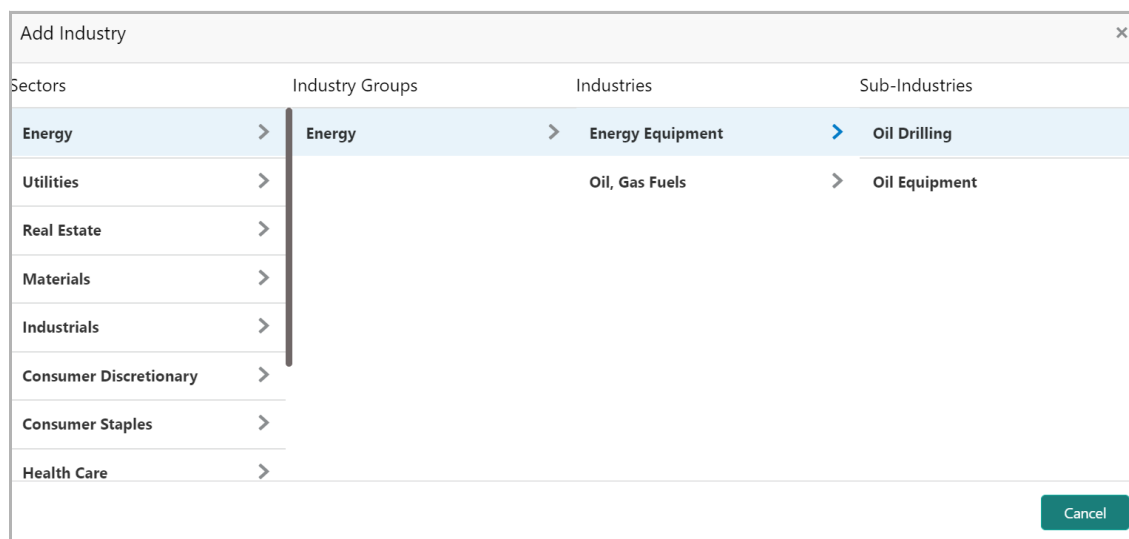 Add Industry ×
Sectors Industry Groups Industries Sub-Industries
Energy Energy Energy Equipment Oil Drilling
Utilities Oil, Gas Fuels Oil Equipment
Real Estate
Materials
Industrials
Consumer Discretionary
Consumer Staples
Health Care
Cancel